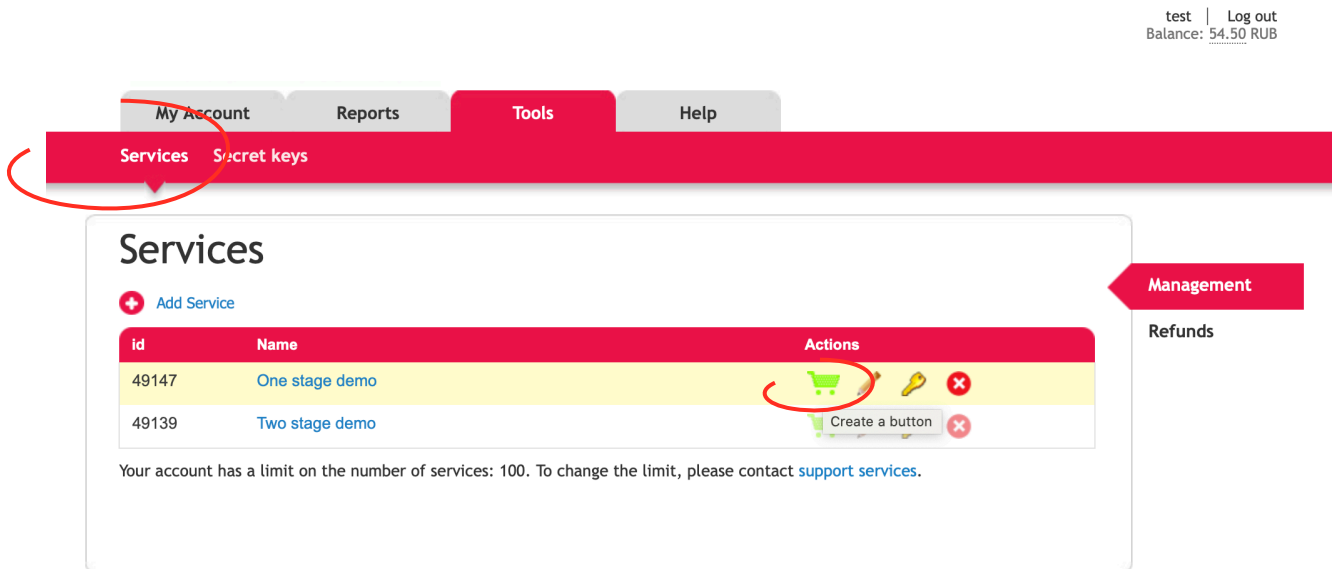 test | Log out
Balance: 54.50 RUB
My Account Reports Tools Help
Services Secret keys
Services
Add Service
id Name Actions
49147 One stage demo
49139 Two stage demo
Create a button
Your account has a limit on the number of services: 100. To change the limit, please contact support services.
Management
Refunds